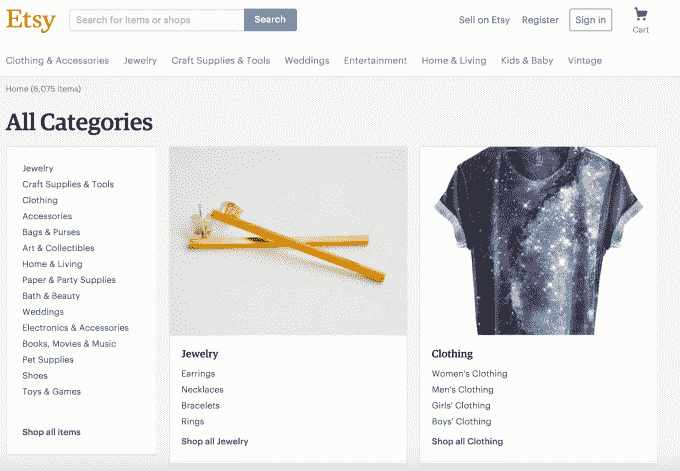 Etsy
Search for items or shops
Search
Sell on Etsy
Register
Sign in
Cart
Clothing & Accessories
Jewelry
Craft Supplies & Tools
Weddings
Entertainment
Home & Living
Kids & Baby
Vintage
Home (6,075 items)
All Categories
Jewelry
Craft Supplies & Tools
Clothing
Accessories
Bags & Purses
Art & Collectibles
Home & Living
Paper & Party Supplies
Bath & Beauty
Weddings
Electronics & Accessories
Books, Movies & Music
Pet Supplies
Shoes
Toys & Games
Shop all items
Jewelry
Earrings
Necklaces
Bracelets
Rings
Shop all Jewelry
Clothing
Women's Clothing
Men's Clothing
Girls' Clothing
Boys' Clothing
Shop all Clothing